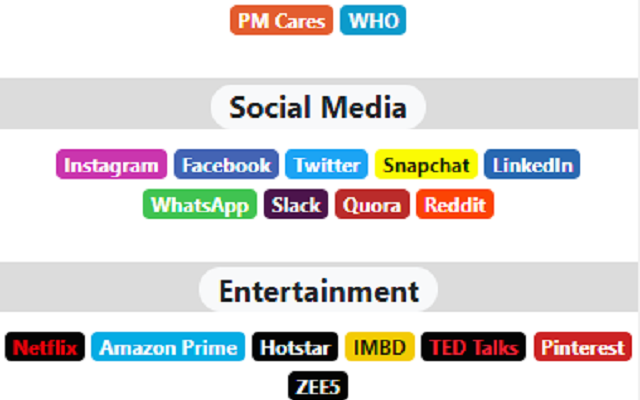 PM Cares WHO
Social Media
Instagram Facebook Twitter Snapchat LinkedIn
WhatsApp Slack Quora Reddit
Entertainment
Netflix Amazon Prime Hotstar IMBD TED Talks Pinterest
ZEE5